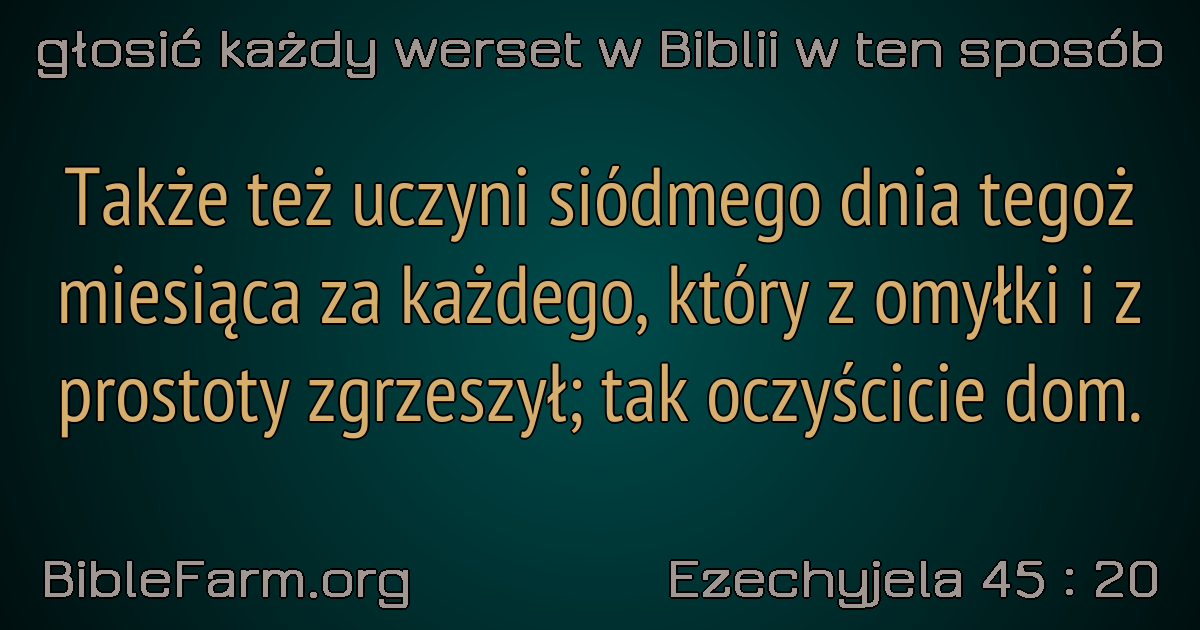 głosić każdy werset w Biblii w ten sposób
Także też uczyni siódmego dnia tegoż
miesiąca za każdego, który z omyłki i z
prostoty zgrzeszył; tak oczyścicie dom.
BibleFarm.org
Ezechyjela 45 : 20